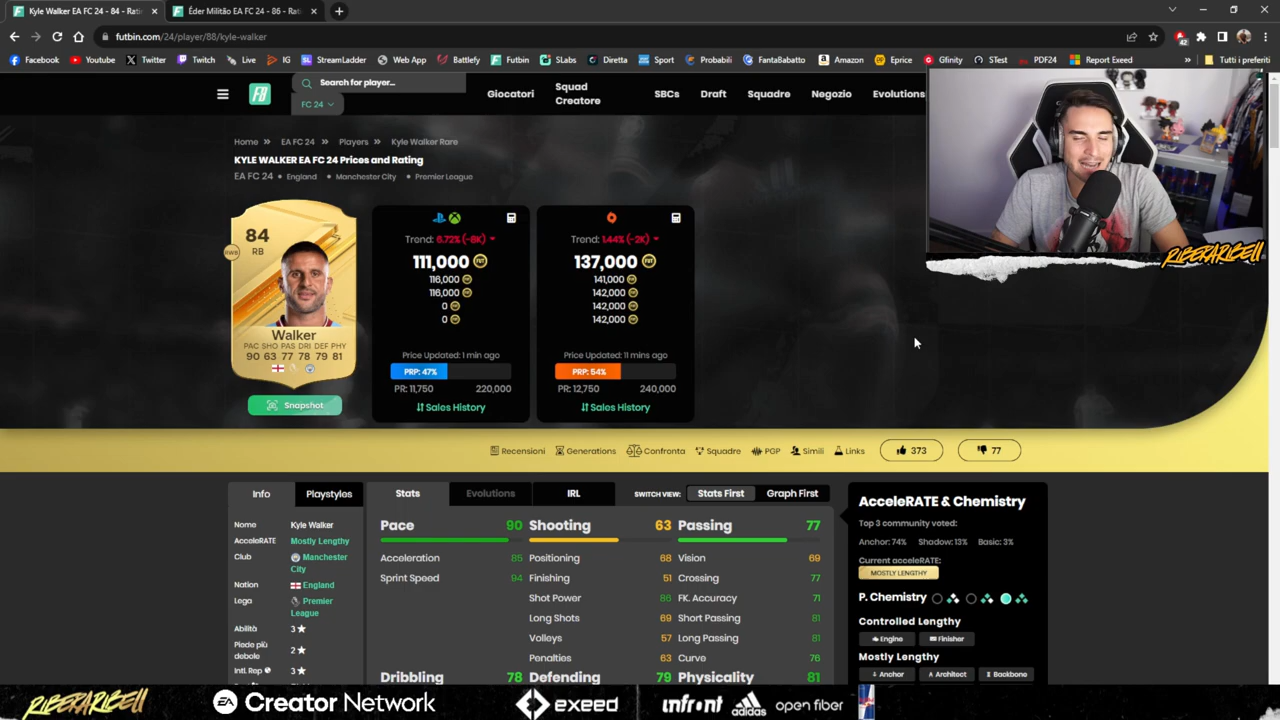 Kyle Walker EA FC 24 - 84 - Rati
Éder Militão EA FC 24 - 86 - Rati
futbin.com/24/player/88/kyle-walker
42
Facebook
Youtube
Twitter
Twitch
Live
IG
StreamLadder
Web App
Battlefy
Futbin
SLabs
Diretta
Sport
Probabili
FantaBabatto
Amazon
Eprice
Gfinity
STest
PDF24
Report Exeed
Tutti i preferiti
Search for player...
FC 24
Giocatori
Squad
Creatore
SBCs
Draft
Squadre
Negozio
Evolutions
Home
EA FC 24
Players
Kyle Walker Rare
KYLE WALKER EA FC 24 Prices and Rating
EA FC 24 • England • Manchester City • Premier League
84
RB
RWB
Walker
PAC SHO PAS DRI DEF PHY
90 63 77 78 79 81
Snapshot
Trend: 6.72% (-8K)
111,000
116,000
116,000
0
0
Price Updated: 1 min ago
PRP: 47%
PR: 11,750
220,000
Sales History
Trend: 1.44% (-2K)
137,000
141,000
142,000
142,000
142,000
Price Updated: 11 mins ago
PRP: 54%
PR: 12,750
240,000
Sales History
RIBERARIBELL
Recensioni
Generations
Confronta
Squadre
PGP
Simili
Links
373
77
Info
Playstyles
Nome Kyle Walker
AcceleRATE Mostly Lengthy
Club Manchester
City
Nation England
Lega Premier
League
Abilità 3
Piede più
debole 2
Intl. Rep 3
Stats
Evolutions
IRL
SWITCH VIEW:
Stats First
Graph First
Pace 90
Acceleration 85
Sprint Speed 94
Shooting 63
Positioning 68
Finishing 51
Shot Power 86
Long Shots 69
Volleys 57
Penalties 63
Passing 77
Vision 69
Crossing 77
FK. Accuracy 71
Short Passing 81
Long Passing 81
Curve 76
Dribbling 78
Defending 79
Physicality 81
AcceleRATE & Chemistry
Top 3 community voted:
Anchor: 74% Shadow: 13% Basic: 3%
Current acceleRATE:
MOSTLY LENGTHY
P. Chemistry
Controlled Lengthy
Engine
Finisher
Mostly Lengthy
Anchor
Architect
Backbone
RIBERARIBELL
EA Creator Network
exeed
infront
adidas
open fiber